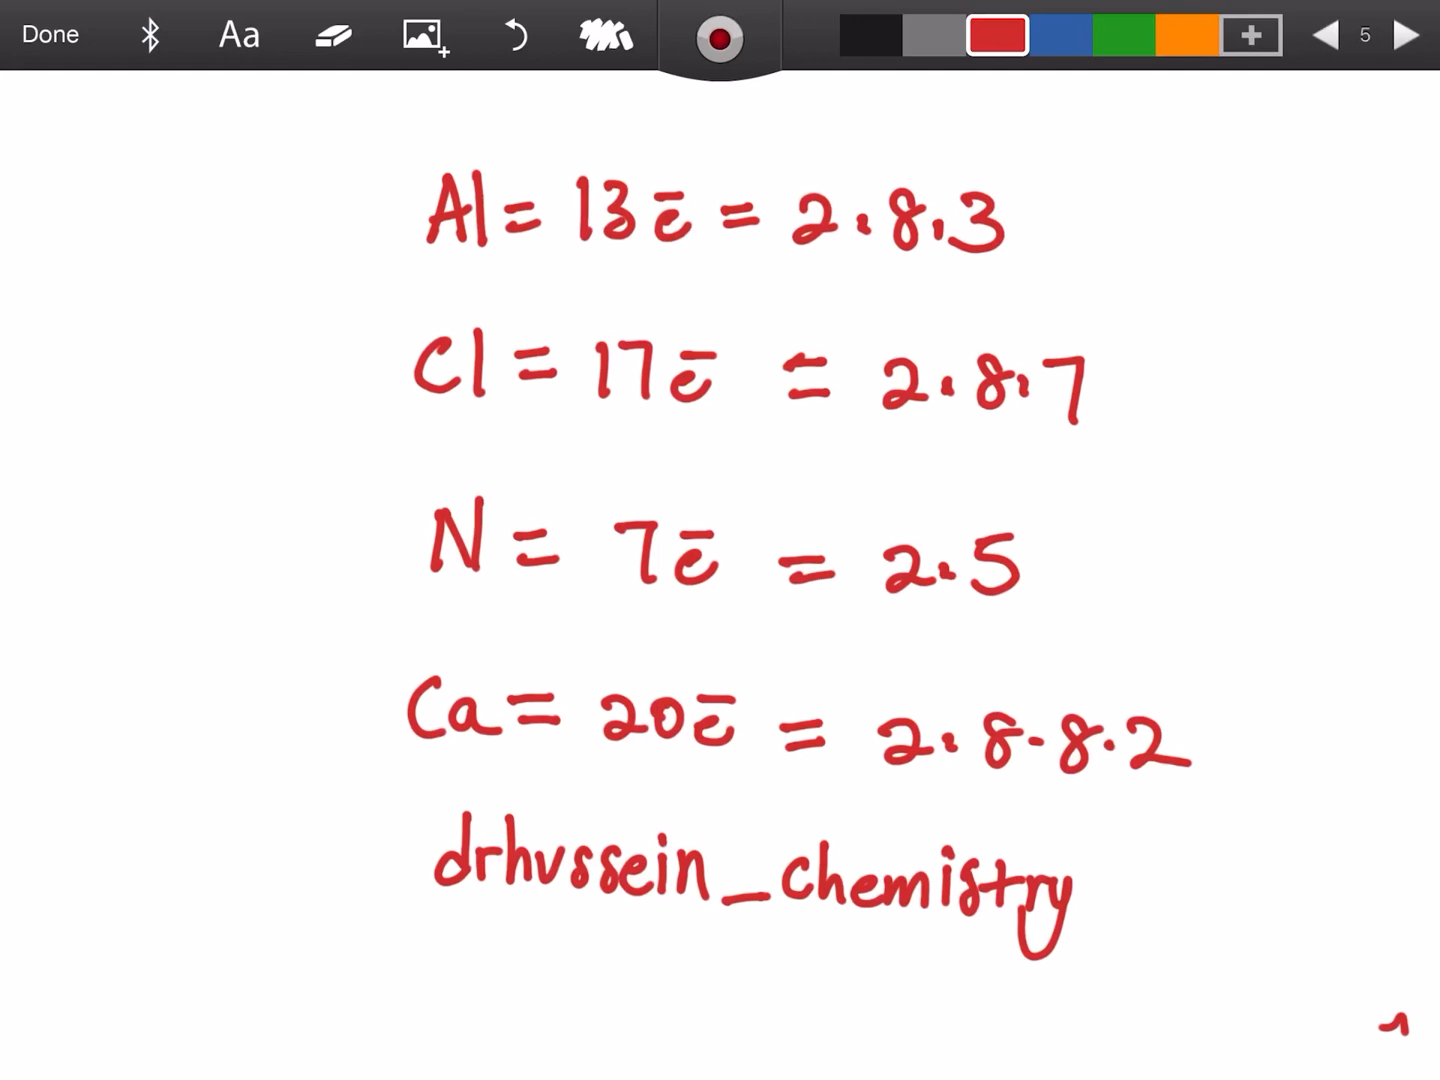 Done Aa 5
Al = 13ē = 2.8.3
Cl = 17ē = 2.8.7
N = 7ē = 2.5
Ca = 20ē = 2.8.8.2
drhussein_chemistry